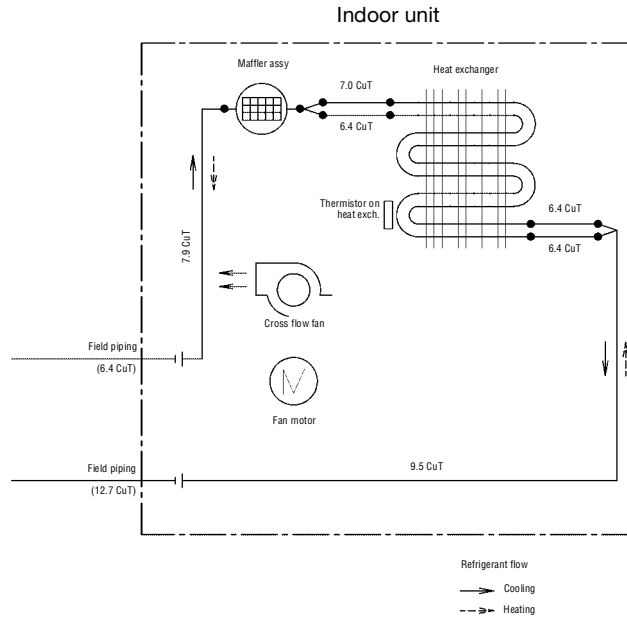 Indoor unit
Maffler assy
7.0 CuT
Heat exchanger
6.4 CuT
Thermistor on
heat exch.
6.4 CuT
6.4 CuT
7.9 CuT
Cross flow fan
Field piping
(6.4 CuT)
M
Fan motor
Field piping
(12.7 CuT)
9.5 CuT
Refrigerant flow
Cooling
Heating